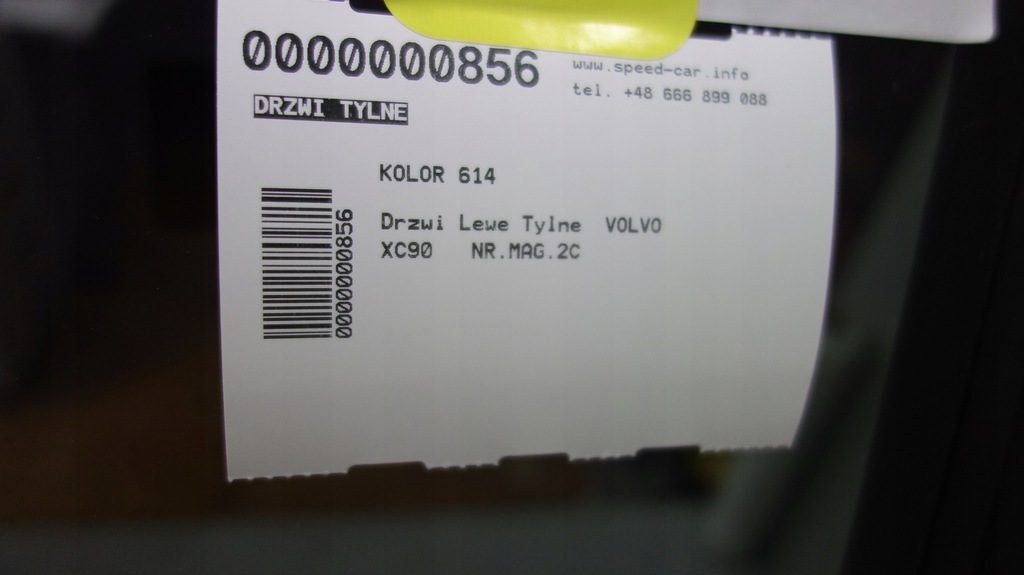 0000000856
www.speed-car.info
tel. +48 666 899 088
DRZWI TYLNE
KOLOR 614
Drzwi Lewe Tylne VOLVO
XC90 NR.MAG.2C
0000000856